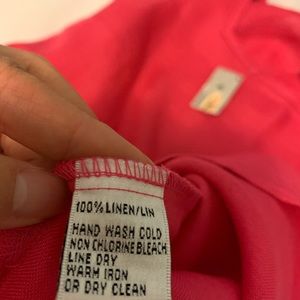 100% LINEN/LIN
HAND WASH COLD
NON CHLORINE BLEACH
LINE DRY
WARM IRON
OR DRY CLEAN